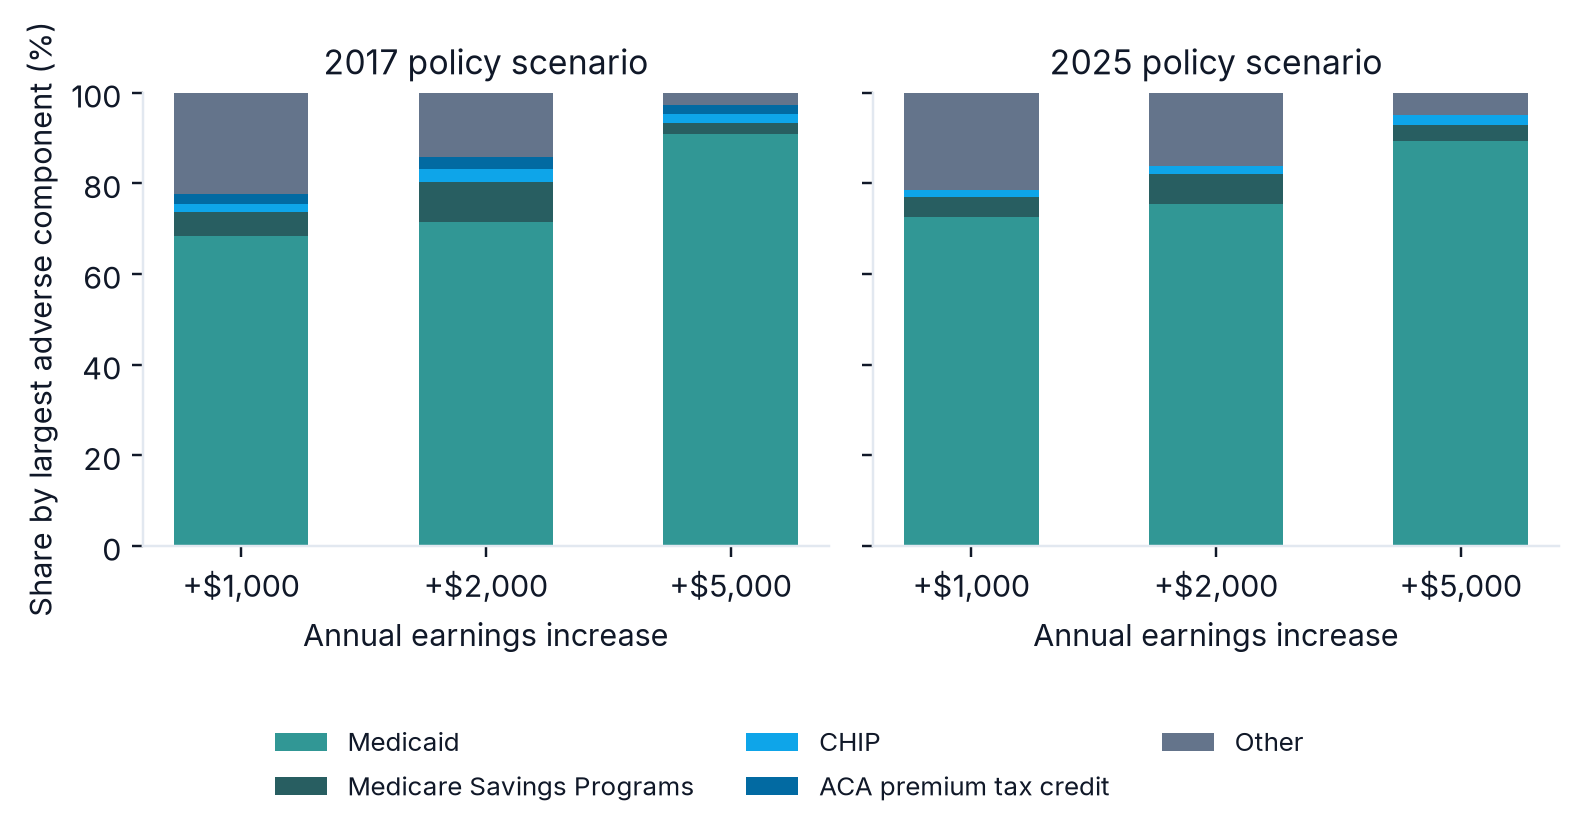 Share by largest adverse component (%)
2017 policy scenario
100
80
60
40
20
0
+$1,000
+$2,000
+$5,000
Annual earnings increase
2025 policy scenario
+$1,000
+$2,000
+$5,000
Annual earnings increase
Medicaid
Medicare Savings Programs
CHIP
ACA premium tax credit
Other